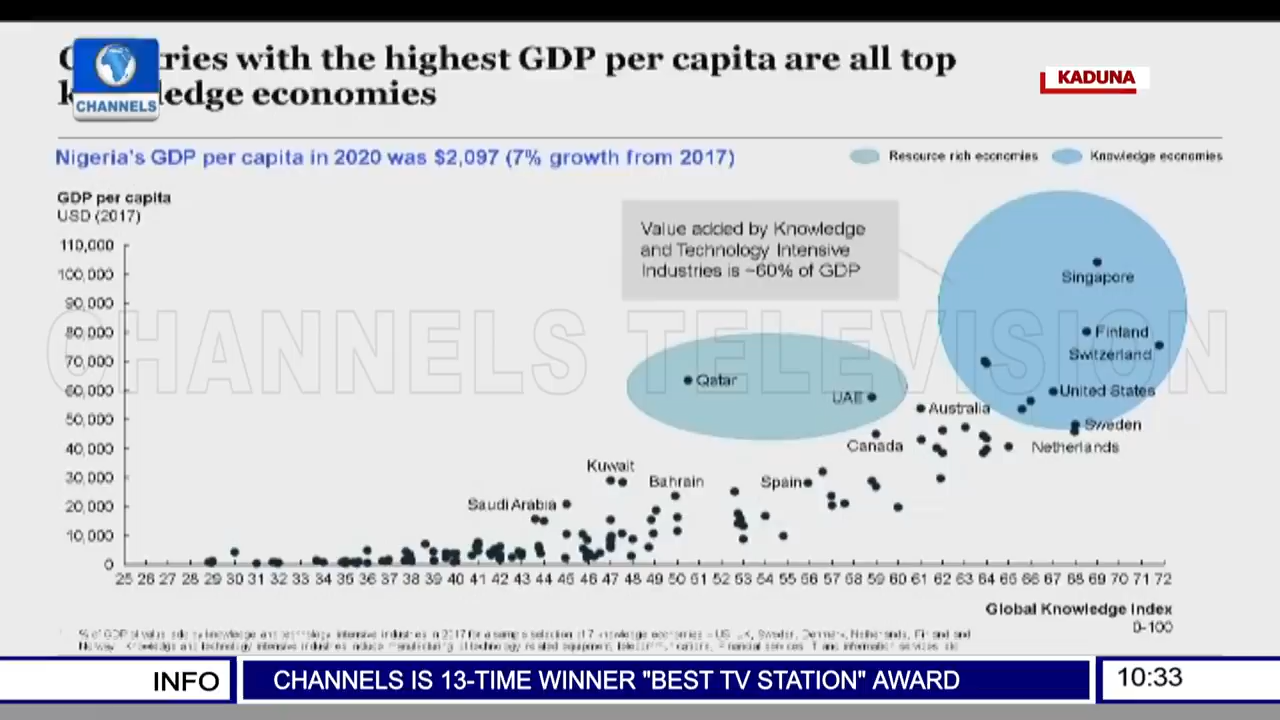 ries with the highest GDP per capita are all top
ledge economies
CHANNELS
KADUNA
Nigeria's GDP per capita in 2020 was $2,097 (7% growth from 2017)
Resource rich economies
Knowledge economies
GDP per capita
USD (2017)
Value added by Knowledge
and Technology Intensive
Industries is ~60% of GDP
110,000
100,000
90,000
80,000
70,000
60,000
50,000
40,000
30,000
20,000
10,000
0
Singapore
Finland
Switzerland
Qatar
UAE
United States
Australia
Sweden
Canada
Netherlands
Kuwait
Bahrain
Spain
Saudi Arabia
CHANNELS TELEVISION
25 26 27 28 29 30 31 32 33 34 35 36 37 38 39 40 41 42 43 44 45 46 47 48 49 50 51 52 53 54 55 56 57 58 59 60 61 62 63 64 65 66 67 68 69 70 71 72
Global Knowledge Index
0-100
INFO
CHANNELS IS 13-TIME WINNER "BEST TV STATION" AWARD
10:33